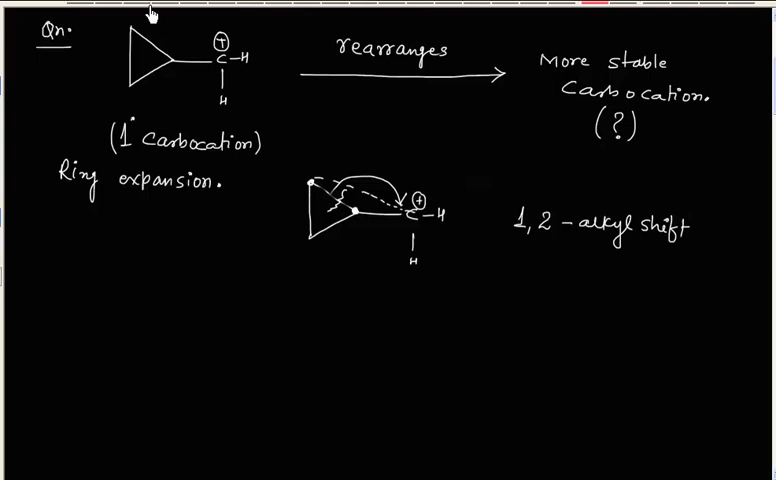 Qn.
⊕
C–H
H
(1° Carbocation)
rearranges
More stable
Carbocation.
(?)
Ring expansion.
⊕
C–H
H
1,2 – alkyl shift